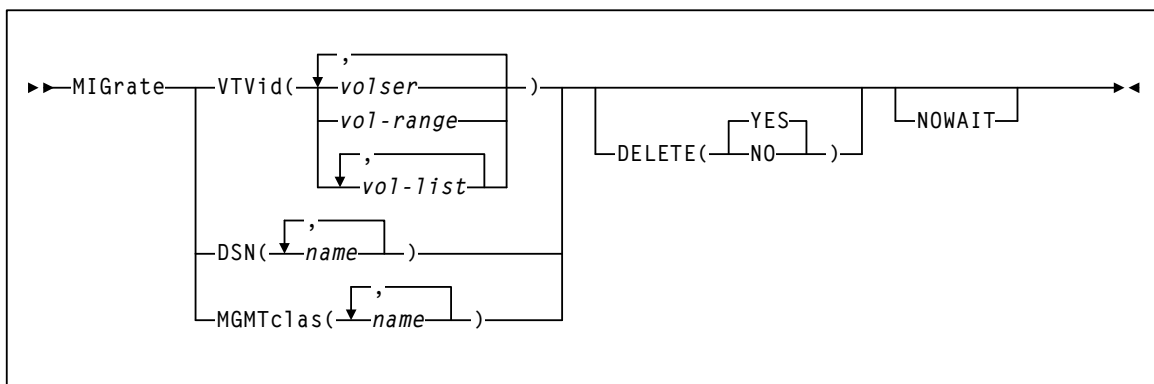 ,
MIGrate VTVid( volser )
vol-range
,
vol-list
YES
DELETE( NO )
NOWAIT
,
DSN( name )
,
MGMTclas( name )